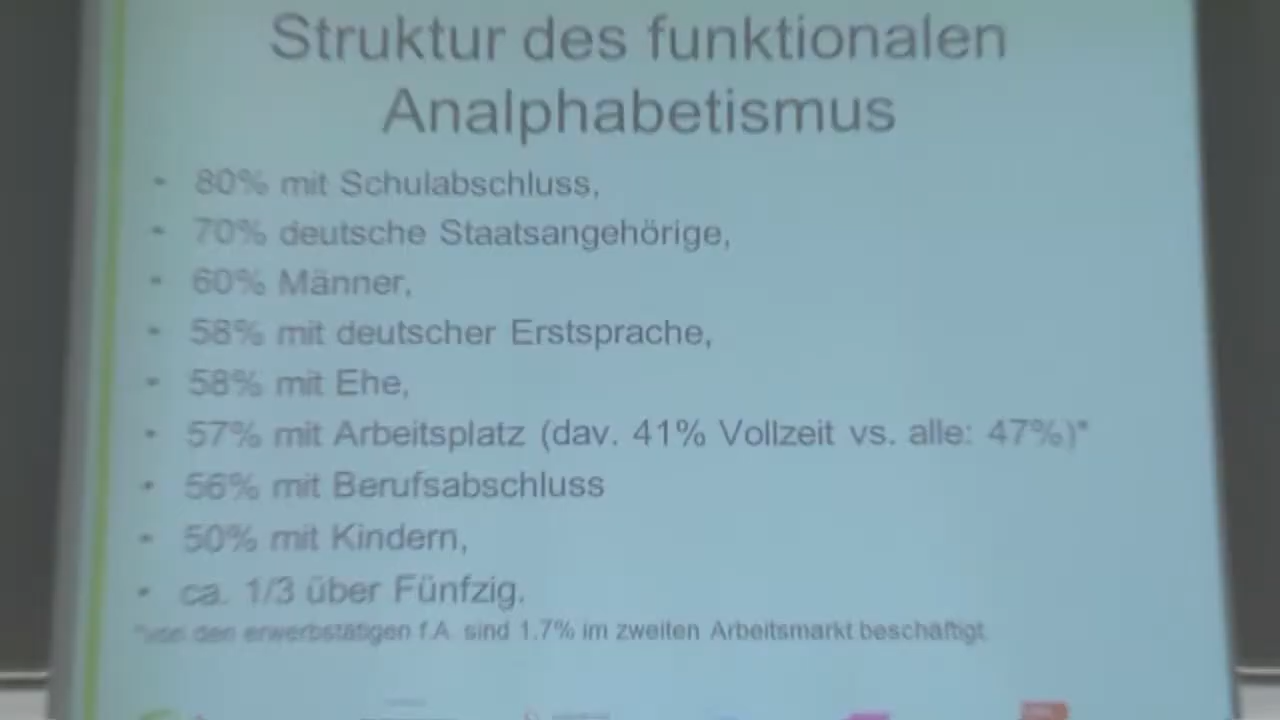 Struktur des funktionalen
Analphabetismus
• 80% mit Schulabschluss,
• 70% deutsche Staatsangehörige,
• 60% Männer,
• 58% mit deutscher Erstsprache,
• 58% mit Ehe,
• 57% mit Arbeitsplatz (dav. 41% Vollzeit vs. alle: 47%)*
• 56% mit Berufsabschluss
• 50% mit Kindern,
• ca. 1/3 über Fünfzig.
*von den erwerbstätigen f.A. sind 1,7% im zweiten Arbeitsmarkt beschäftigt.